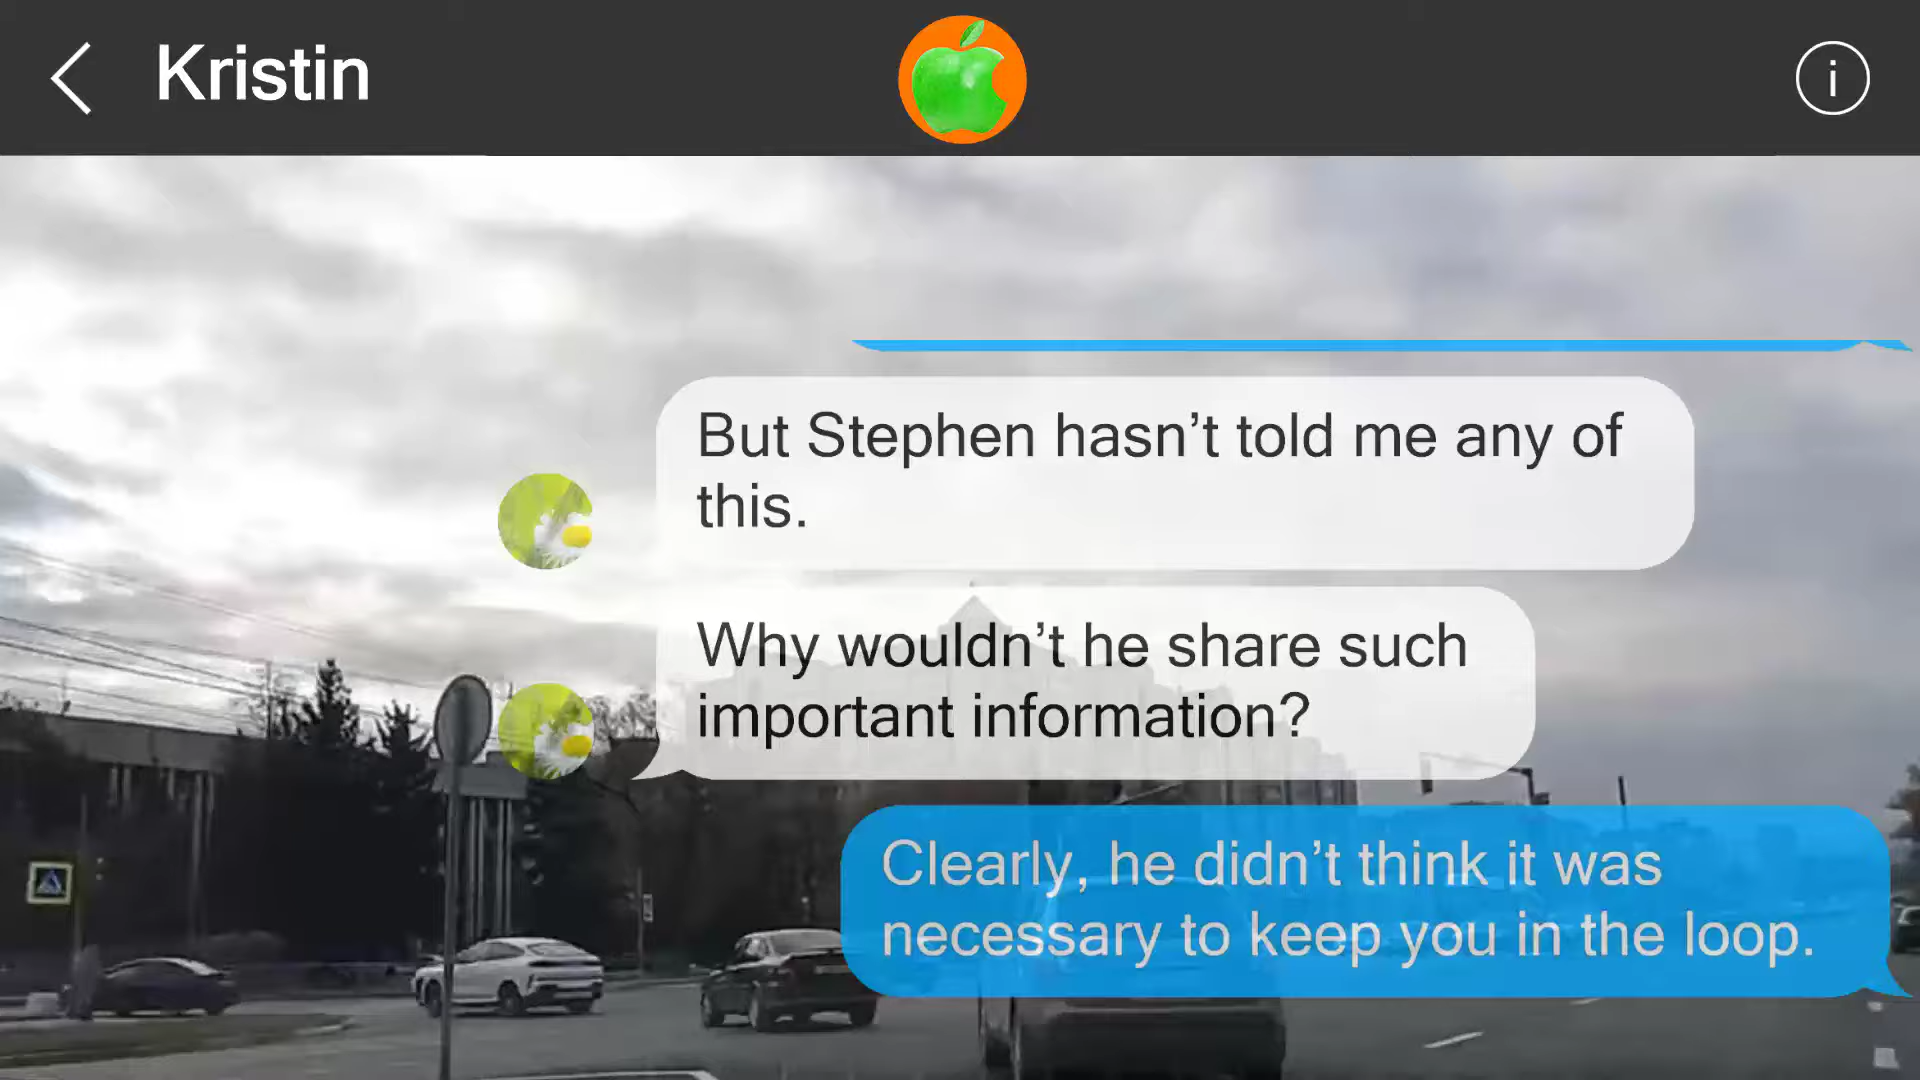 Kristin
i
But Stephen hasn’t told me any of
this.
Why wouldn’t he share such
important information?
Clearly, he didn’t think it was
necessary to keep you in the loop.